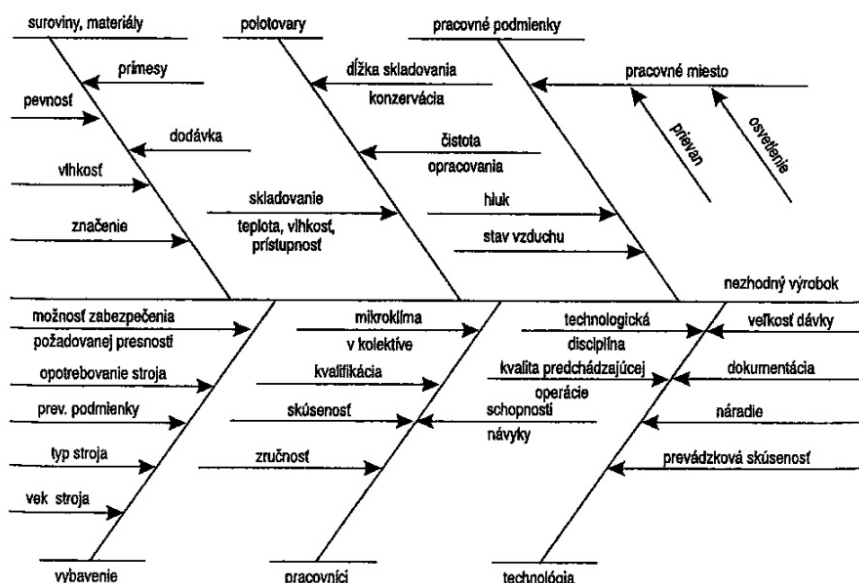 suroviny, materiály
polotovary
pracovné podmienky
prímesy
dĺžka skladovania
konzervácia
pracovné miesto
pevnosť
dodávka
čistota
opracovania
prievan
osvetlenie
vlhkosť
skladovanie
teplota, vlhkosť,
prístupnosť
hluk
značenie
stav vzduchu
nezhodný výrobok
možnosť zabezpečenia
požadovanej presnosti
mikroklíma
v kolektíve
technologická
disciplína
veľkosť dávky
opotrebovanie stroja
kvalifikácia
kvalita predchádzajúcej
operácie
dokumentácia
prev. podmienky
skúsenosť
schopnosti
návyky
náradie
typ stroja
zručnosť
prevádzková skúsenosť
vek stroja
vybavenie
pracovníci
technológia